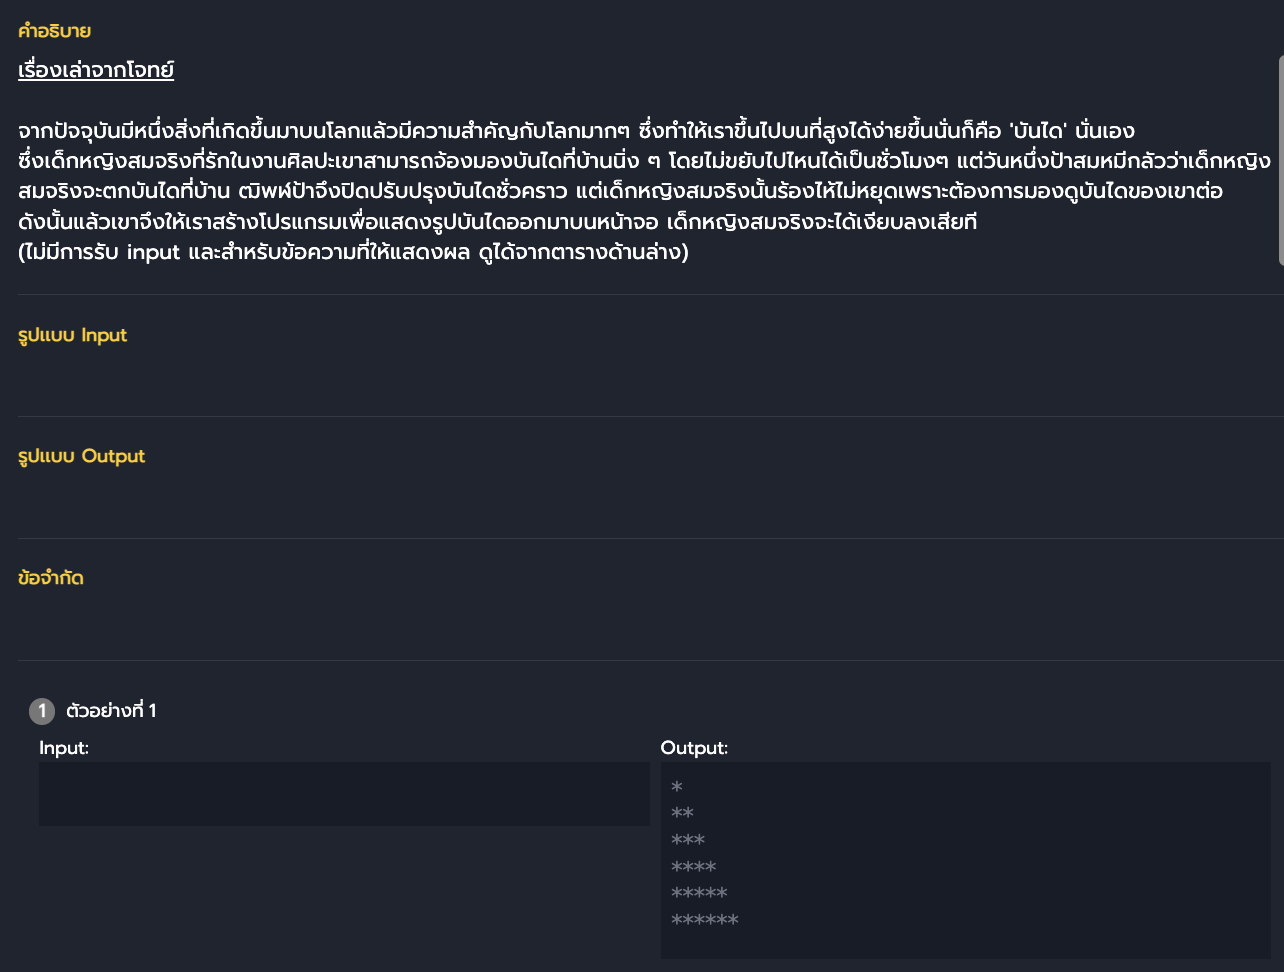 คำอธิบาย
เรื่องเล่าจากโจทย์
จากปัจจุบันมีหนึ่งสิ่งที่เกิดขึ้นมาบนโลกแล้วมีความสำคัญกับโลกมากๆ ซึ่งทำให้เราขึ้นไปบนที่สูงได้ง่ายขึ้นนั่นก็คือ 'บันได' นั่นเอง
ซึ่งเด็กหญิงสมจริงที่รักในงานศิลปะเขาสามารถจ้องมองบันไดที่บ้านนิ่ง ๆ โดยไม่ขยับไปไหนได้เป็นชั่วโมงๆ แต่วันหนึ่งป้าสมหมีกลัวว่าเด็กหญิง
สมจริงจะตกบันไดที่บ้าน ฒิพฬป้าจึงปิดปรับปรุงบันไดชั่วคราว แต่เด็กหญิงสมจริงนั้นร้องไห้ไม่หยุดเพราะต้องการมองดูบันไดของเขาต่อ
ดังนั้นแล้วเขาจึงให้เราสร้างโปรแกรมเพื่อแสดงรูปบันไดออกมาบนหน้าจอ เด็กหญิงสมจริงจะได้เงียบลงเสียที
(ไม่มีการรับ input และสำหรับข้อความที่ให้แสดงผล ดูได้จากตารางด้านล่าง)
รูปแบบ Input
รูปแบบ Output
ข้อจำกัด
1 ตัวอย่างที่ 1
Input:
Output:
*
**
***
****
*****
******